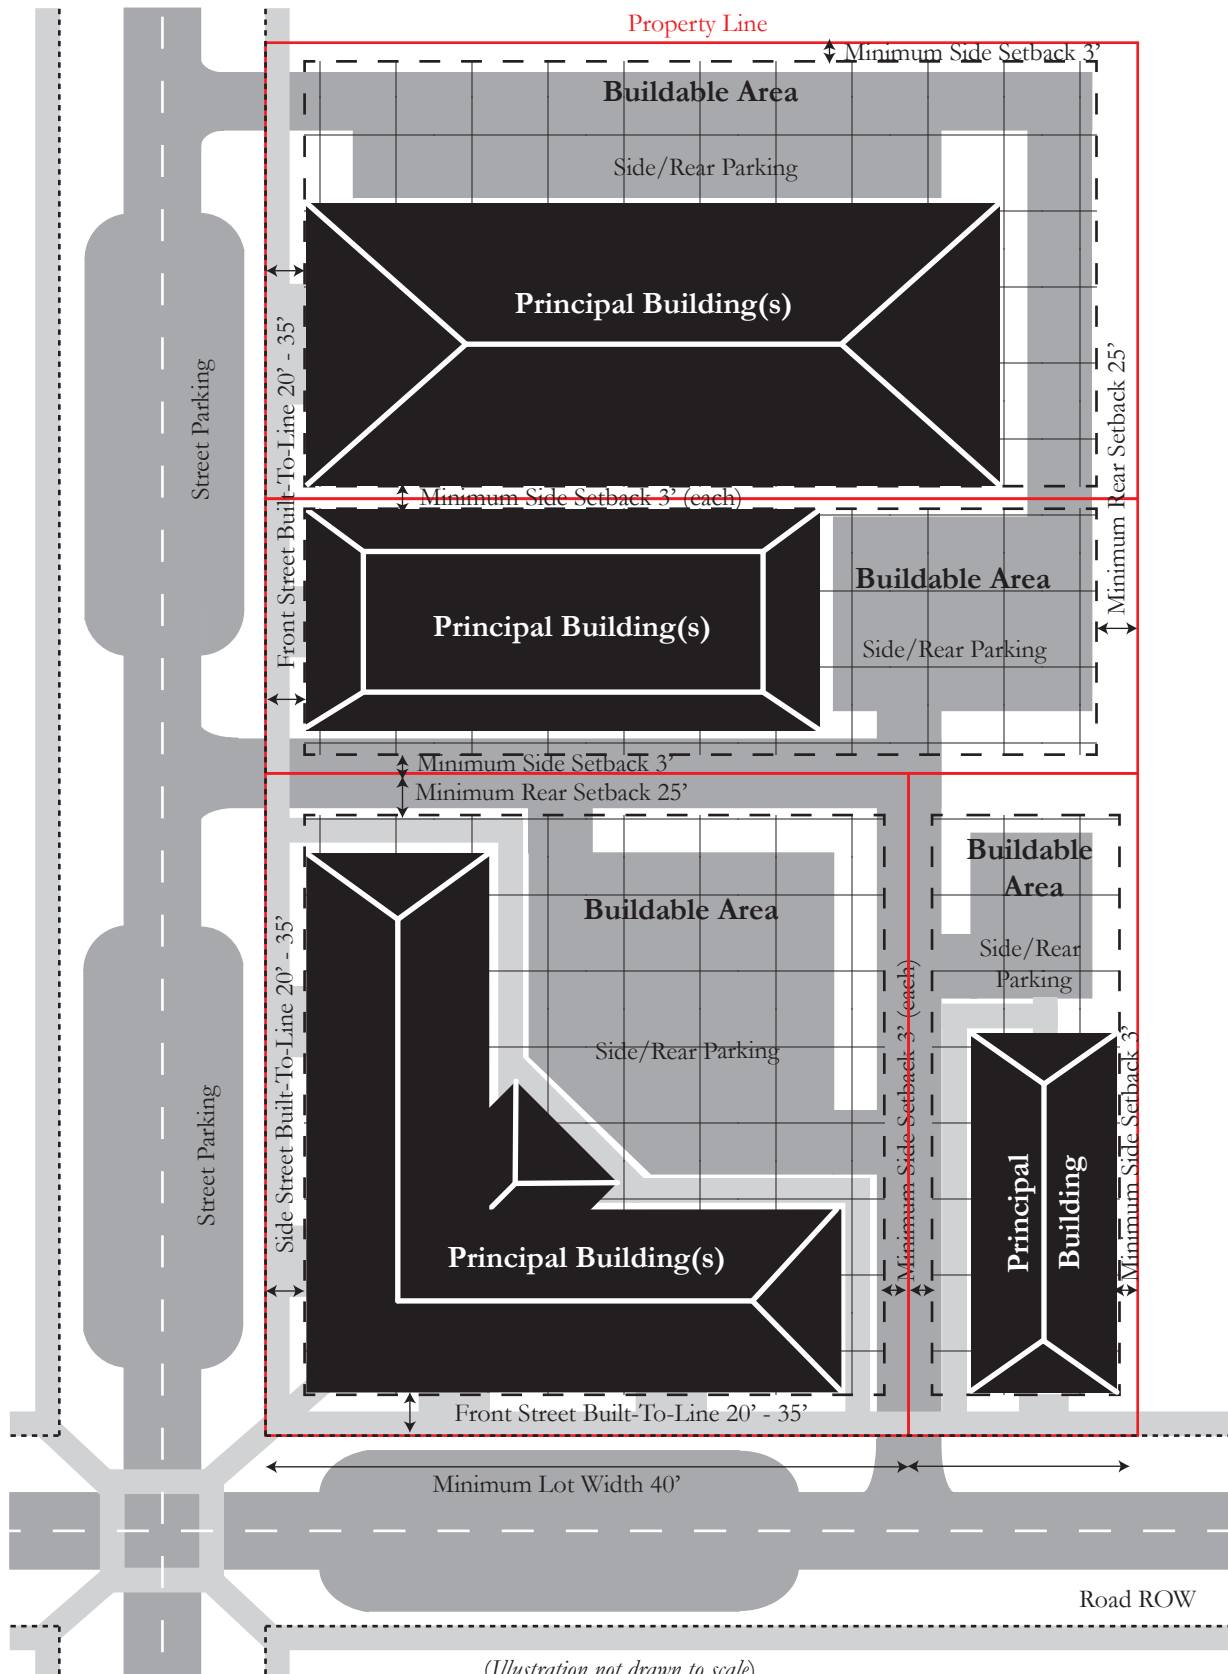 Property Line
Minimum Side Setback 3'
Buildable Area
Side/Rear Parking
Principal Building(s)
Street Parking
Front Street Built-To-Line 20' - 35'
Minimum Rear Setback 25'
Minimum Side Setback 3' (each)
Buildable Area
Principal Building(s)
Side/Rear Parking
Minimum Side Setback 3'
Minimum Rear Setback 25'
Buildable
Area
Buildable Area
Side/Rear
Parking
Side Street Built-To-Line 20' - 35'
Minimum Side Setback 3' (each)
Minimum Side Setback 3'
Side/Rear Parking
Street Parking
Principal
Building
Principal Building(s)
Front Street Built-To-Line 20' - 35'
Minimum Lot Width 40'
Road ROW
(Illustration not drawn to scale)